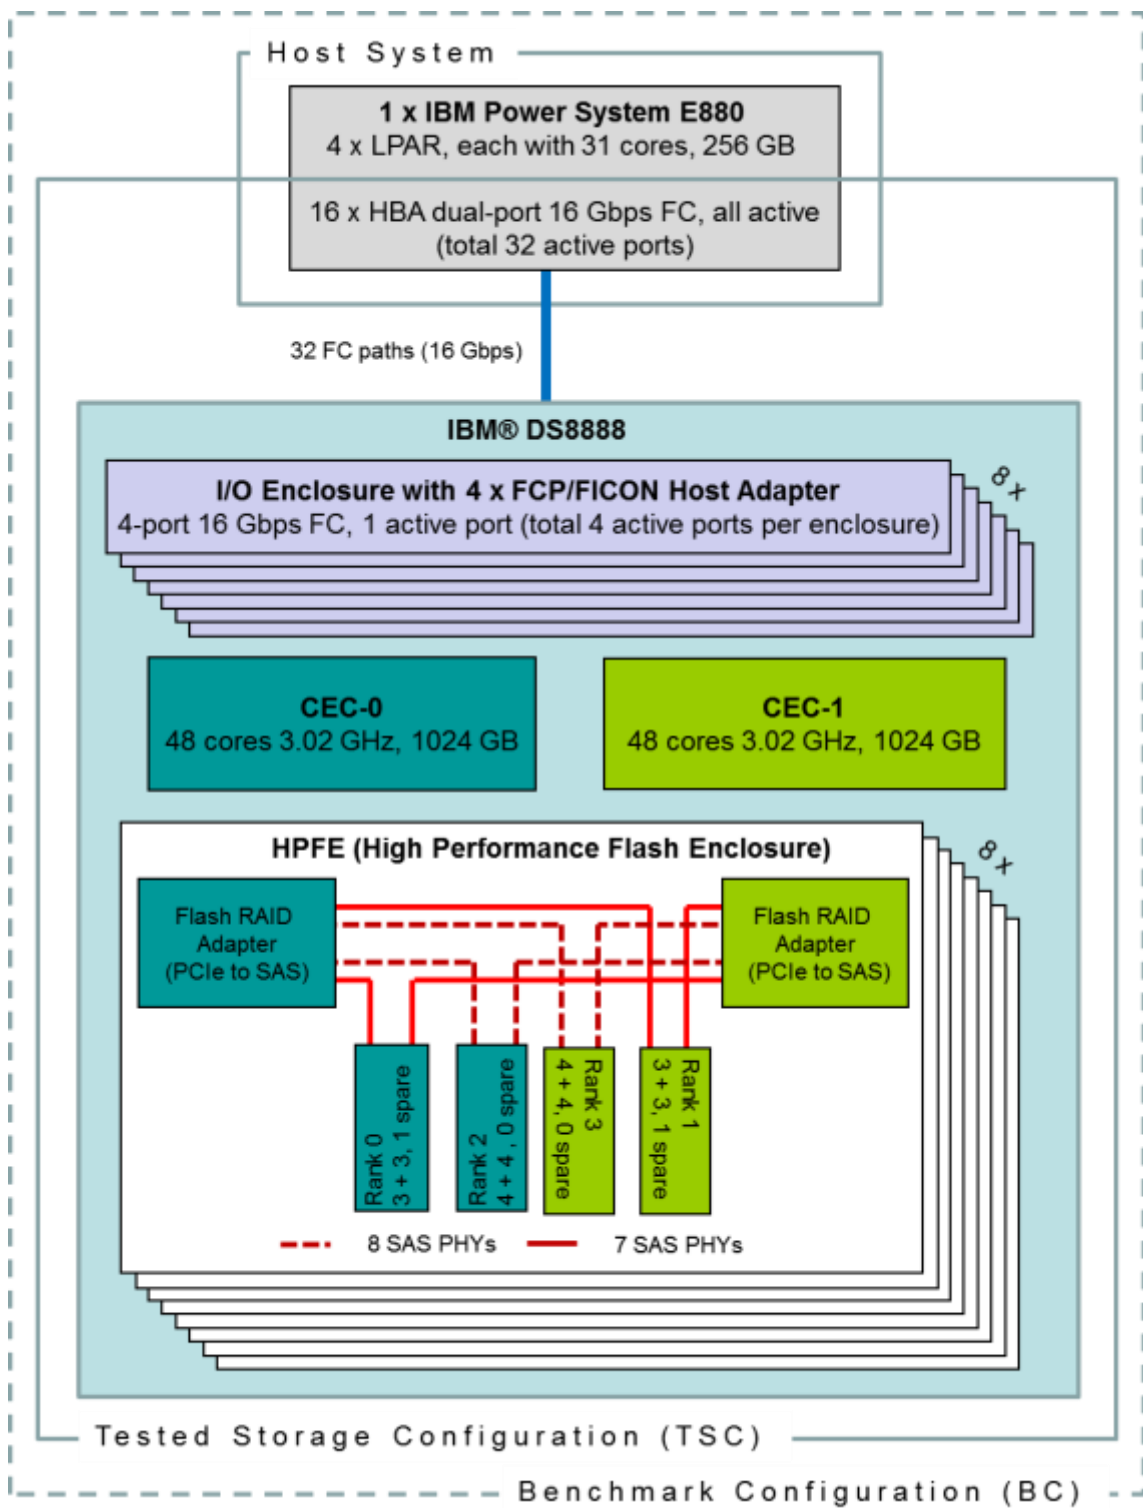 Host System
1 x IBM Power System E880
4 x LPAR, each with 31 cores, 256 GB
16 x HBA dual-port 16 Gbps FC, all active
(total 32 active ports)
32 FC paths (16 Gbps)
IBM® DS8888
8 x
I/O Enclosure with 4 x FCP/FICON Host Adapter
4-port 16 Gbps FC, 1 active port (total 4 active ports per enclosure)
CEC-0
48 cores 3.02 GHz, 1024 GB
CEC-1
48 cores 3.02 GHz, 1024 GB
HPFE (High Performance Flash Enclosure)
8 x
Flash RAID
Adapter
(PCIe to SAS)
Flash RAID
Adapter
(PCIe to SAS)
Rank 0
3 + 3, 1 spare
Rank 2
4 + 4 , 0 spare
Rank 3
4 + 4, 0 spare
Rank 1
3 + 3, 1 spare
8 SAS PHYs
7 SAS PHYs
Tested Storage Configuration (TSC)
Benchmark Configuration (BC)